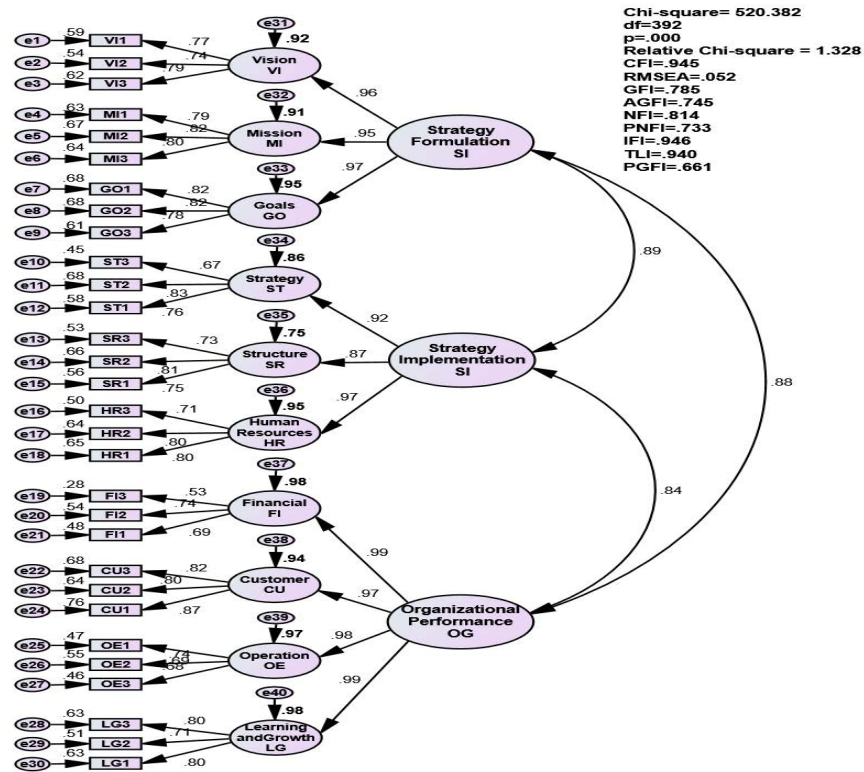 Chi-square= 520.382
df=392
p=.000
Relative Chi-square = 1.328
CFI=.945
RMSEA=.052
GFI=.785
AGFI=.745
NFI=.814
PNFI=.733
IFI=.946
TLI=.940
PGFI=.661
e31
.92
Vision
VI
e1 .59 VI1 .77
e2 .54 VI2 .74
e3 .62 VI3 .79
e32
.91
Mission
MI
e4 .63 MI1 .79
e5 .67 MI2 .82
e6 .64 MI3 .80
e33
.95
Goals
GO
e7 .68 GO1 .82
e8 .68 GO2 .82
e9 .61 GO3 .78
.96
.95
.97
Strategy
Formulation
SI
e34
.86
Strategy
ST
e10 .45 ST3 .67
e11 .68 ST2 .83
e12 .58 ST1 .76
e35
.75
Structure
SR
e13 .53 SR3 .73
e14 .66 SR2 .81
e15 .56 SR1 .75
e36
.95
Human
Resources
HR
e16 .50 HR3 .71
e17 .64 HR2 .80
e18 .65 HR1 .80
.92
.87
.97
Strategy
Implementation
SI
.89
.88
.84
e37
.98
Financial
FI
e19 .28 FI3 .53
e20 .54 FI2 .74
e21 .48 FI1 .69
e38
.94
Customer
CU
e22 .68 CU3 .82
e23 .64 CU2 .80
e24 .76 CU1 .87
e39
.97
Operation
OE
e25 .47 OE1 .74
e26 .55 OE2 .69
e27 .46 OE3 .68
e40
.98
Learning
andGrowth
LG
e28 .63 LG3 .80
e29 .51 LG2 .71
e30 .63 LG1 .80
.99
.97
.98
.99
Organizational
Performance
OG